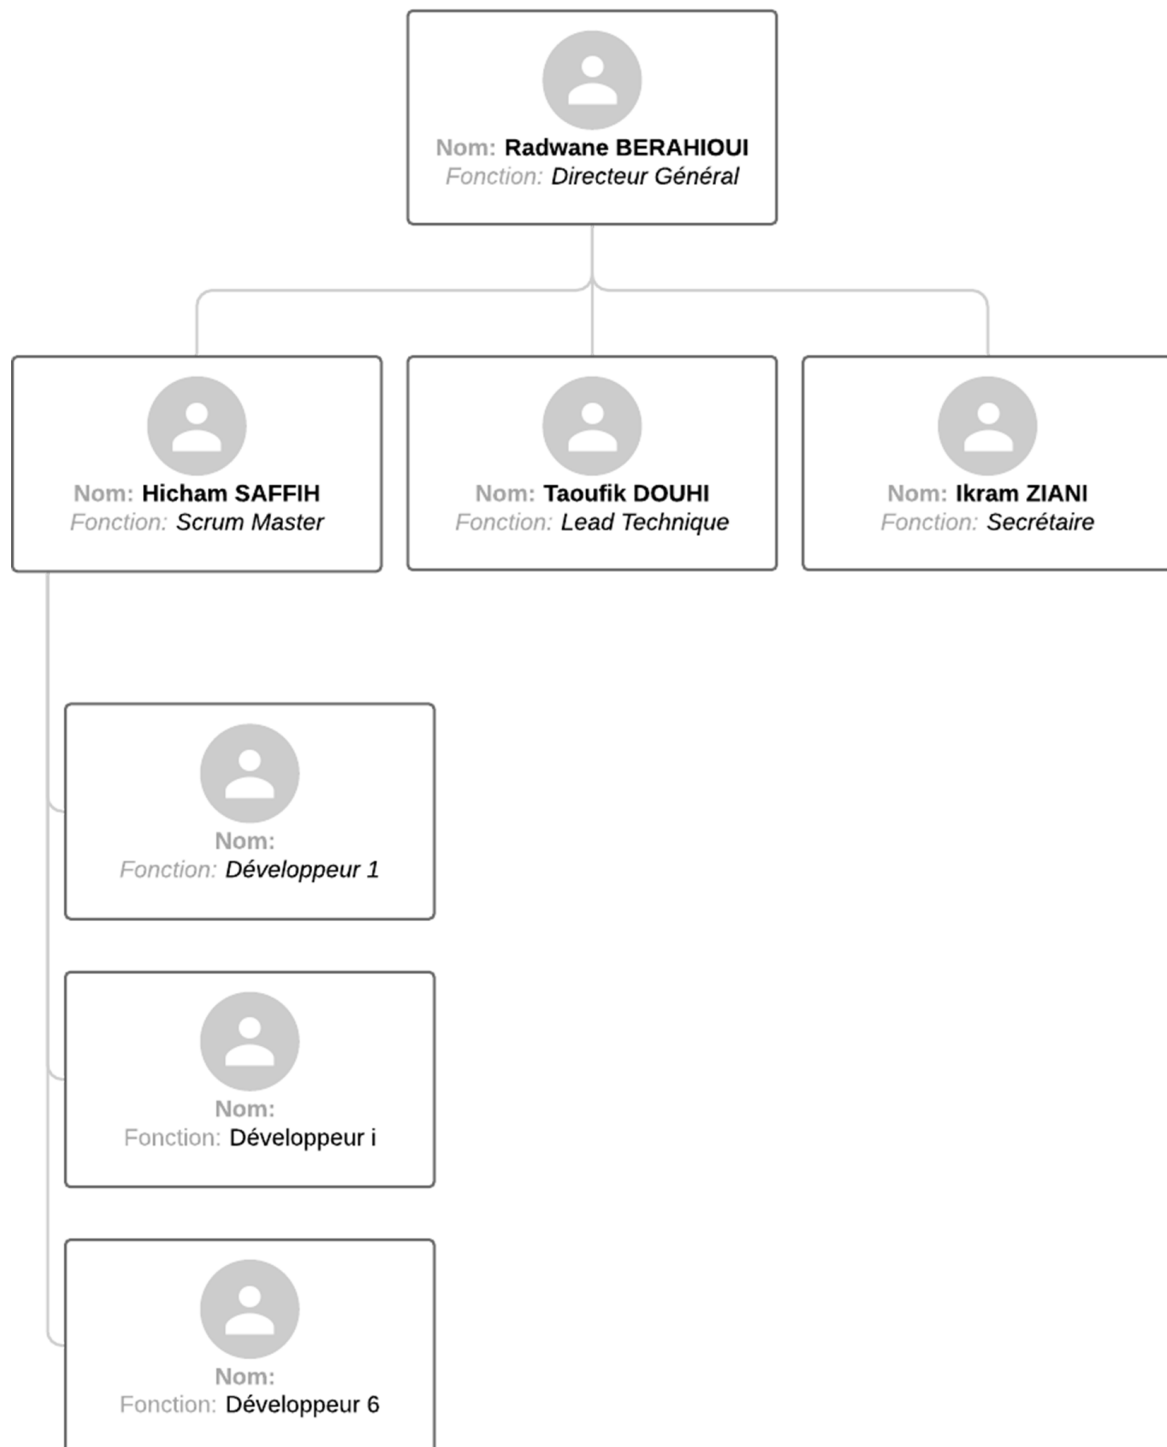 Nom: Radwane BERAHIOUI
Fonction: Directeur Général
Nom: Hicham SAFFIH
Fonction: Scrum Master
Nom: Taoufik DOUHI
Fonction: Lead Technique
Nom: Ikram ZIANI
Fonction: Secrétaire
Nom:
Fonction: Développeur 1
Nom:
Fonction: Développeur i
Nom:
Fonction: Développeur 6